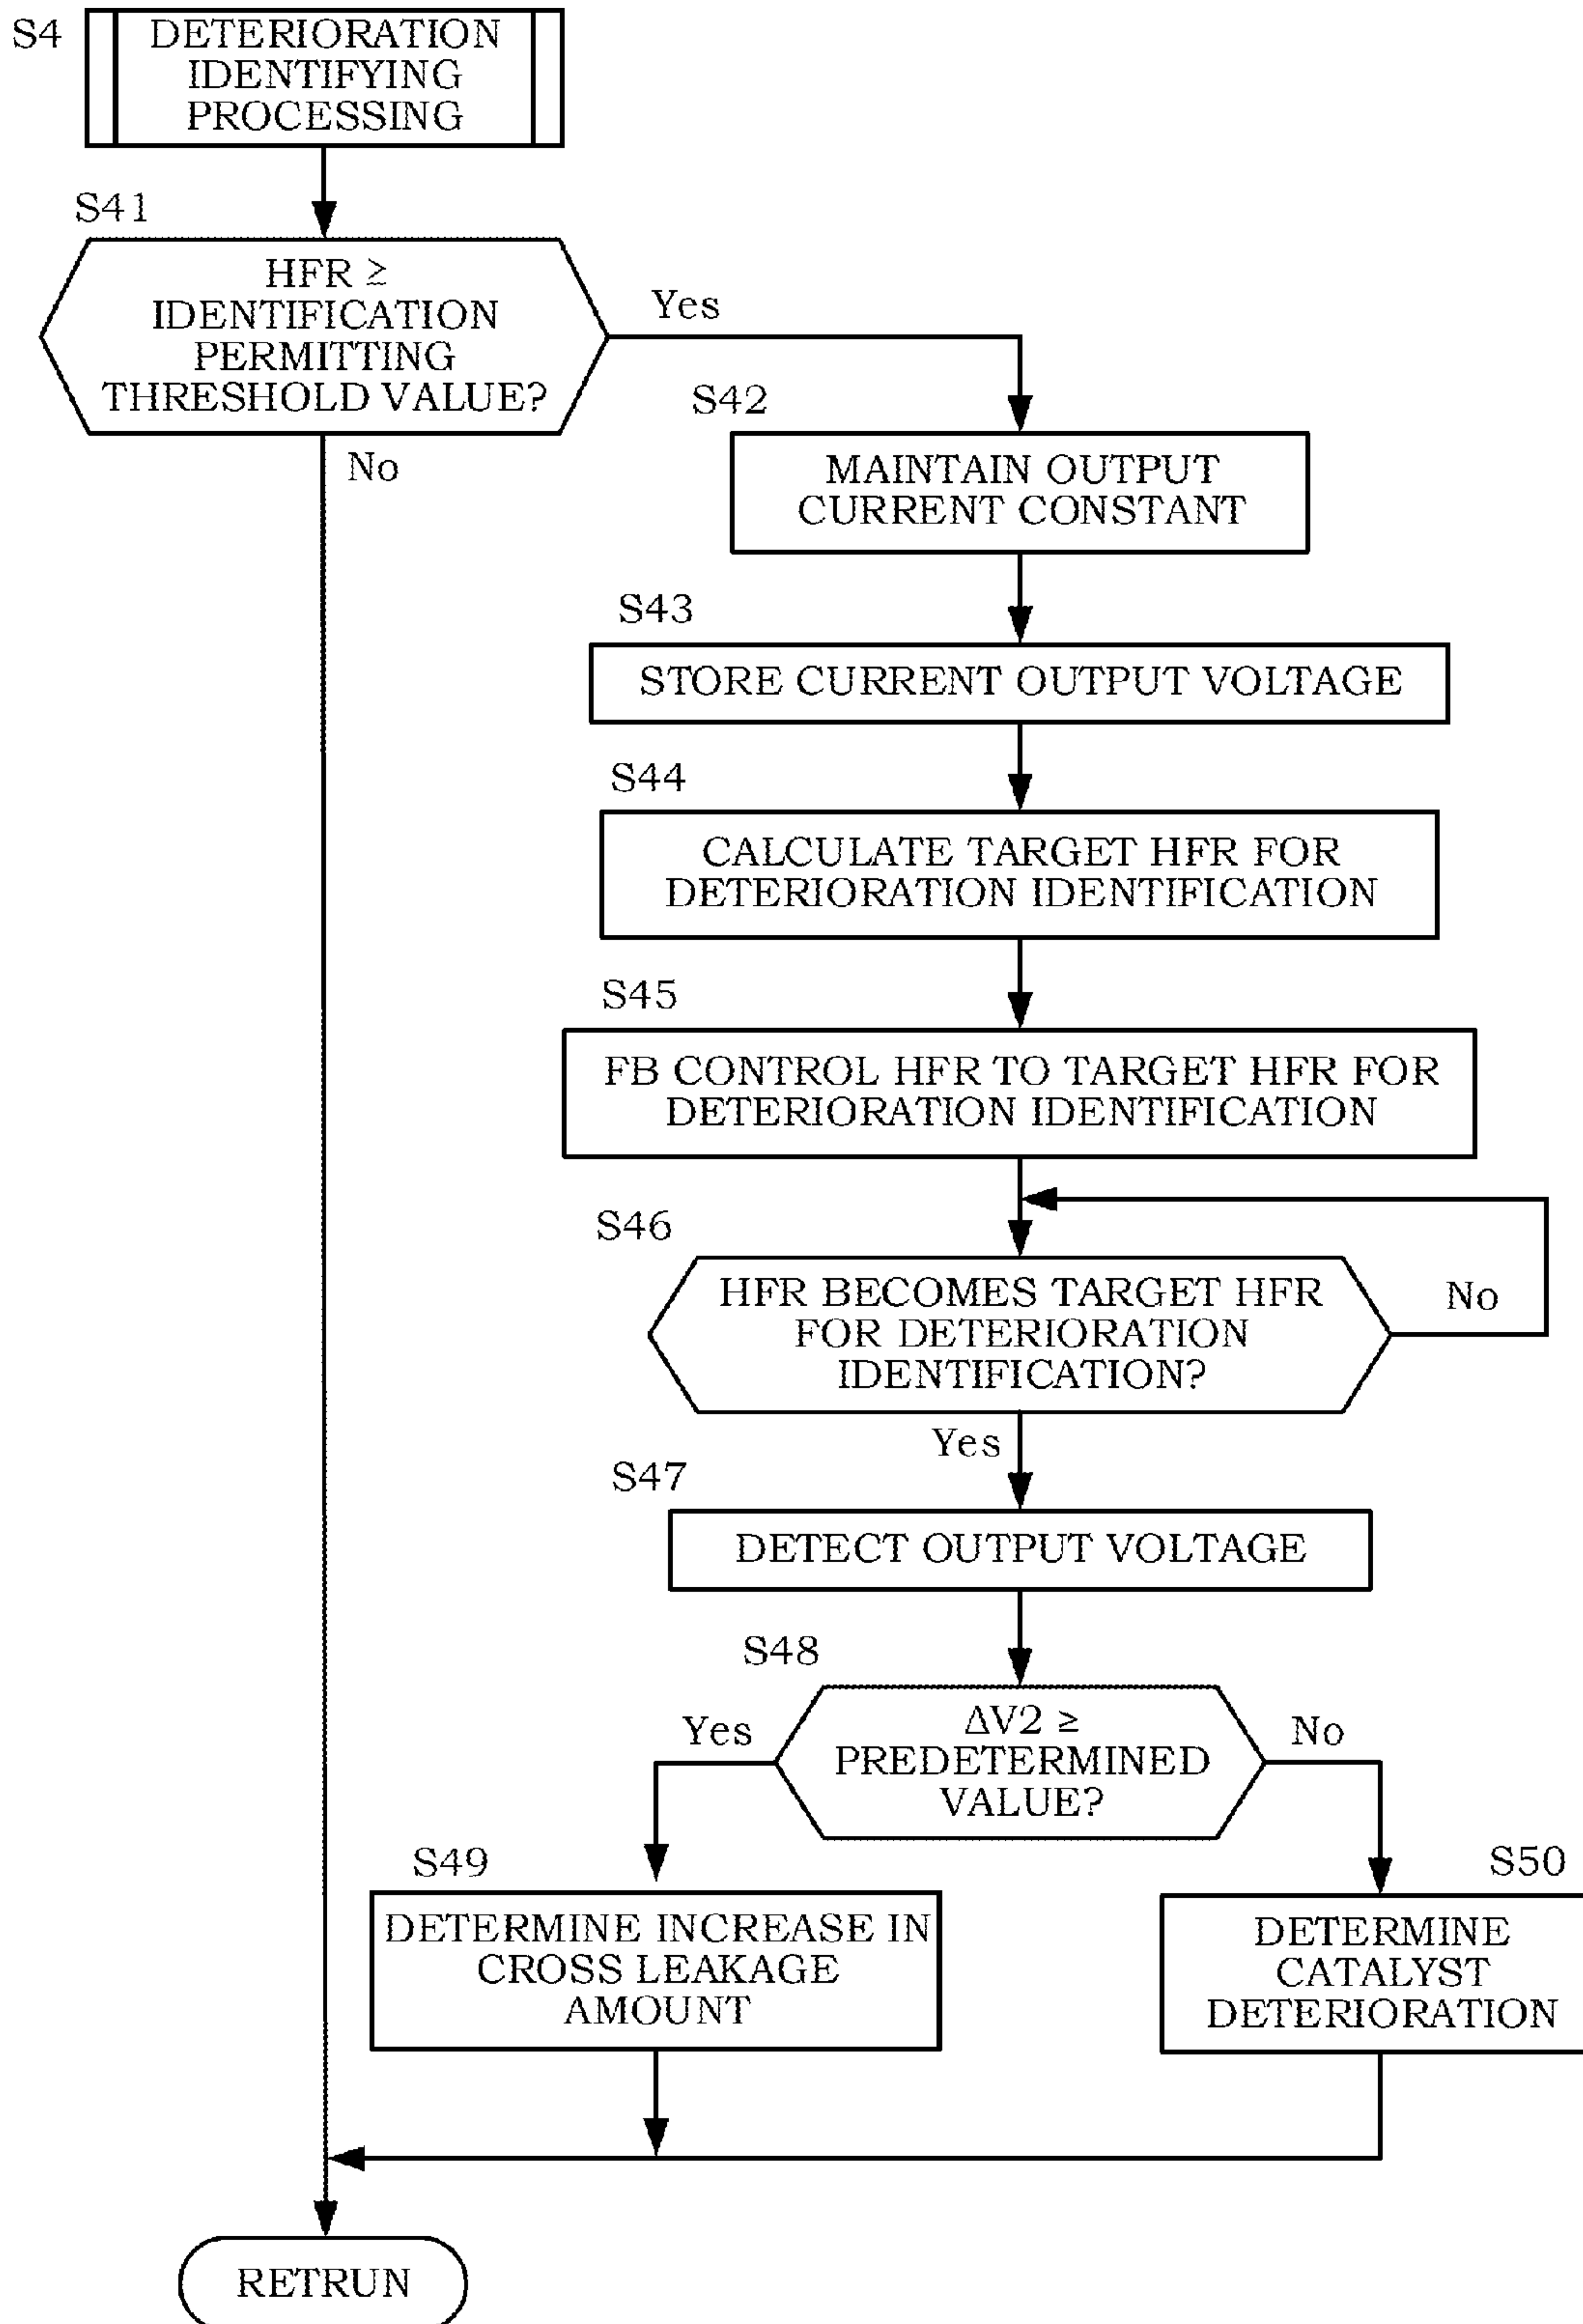 S4
DETERIORATION
IDENTIFYING
PROCESSING
S41
HFR ≧
IDENTIFICATION
PERMITTING
THRESHOLD VALUE?
Yes
No
S42
MAINTAIN OUTPUT
CURRENT CONSTANT
S43
STORE CURRENT OUTPUT VOLTAGE
S44
CALCULATE TARGET HFR FOR
DETERIORATION IDENTIFICATION
S45
FB CONTROL HFR TO TARGET HFR FOR
DETERIORATION IDENTIFICATION
S46
HFR BECOMES TARGET HFR
FOR DETERIORATION
IDENTIFICATION?
No
Yes
S47
DETECT OUTPUT VOLTAGE
S48
ΔV2 ≥
PREDETERMINED
VALUE?
Yes
No
S49
DETERMINE INCREASE IN
CROSS LEAKAGE
AMOUNT
S50
DETERMINE
CATALYST
DETERIORATION
RETRUN